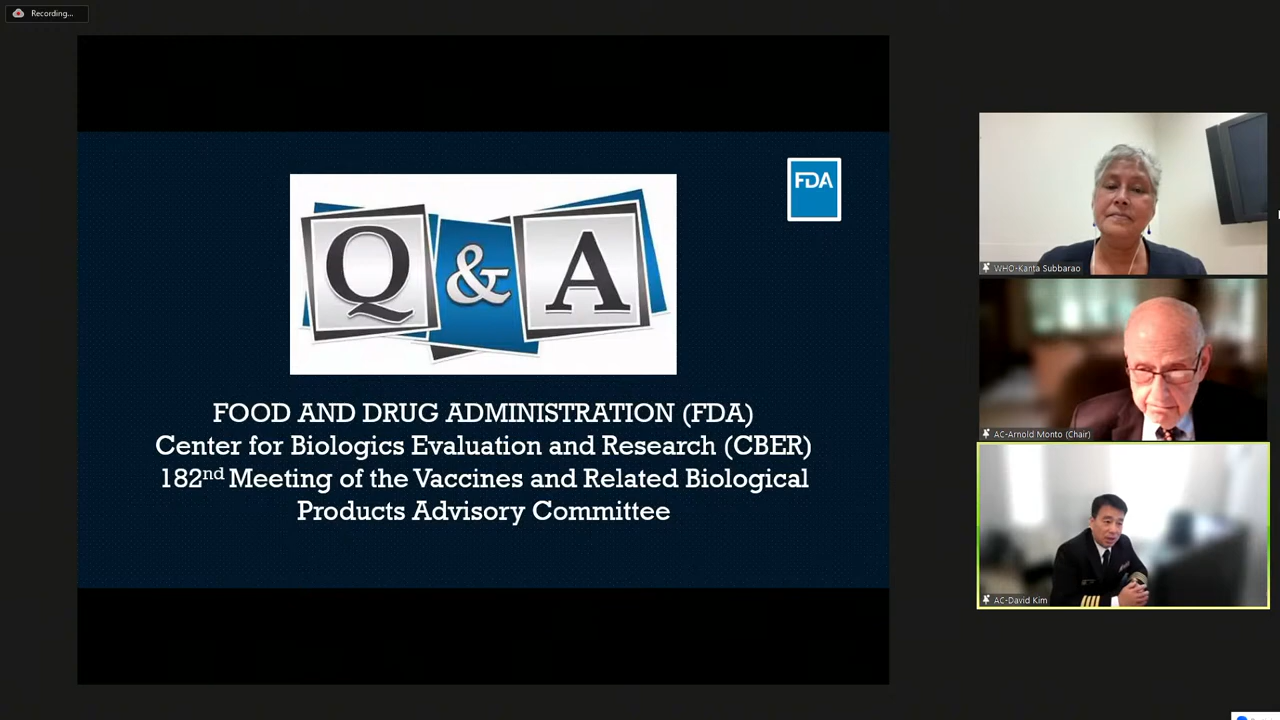 Recording...
FDA
Q & A
FOOD AND DRUG ADMINISTRATION (FDA)
Center for Biologics Evaluation and Research (CBER)
182nd Meeting of the Vaccines and Related Biological
Products Advisory Committee
WHO-Kanta Subbarao
AC-Arnold Monto (Chair)
AC-David Kim